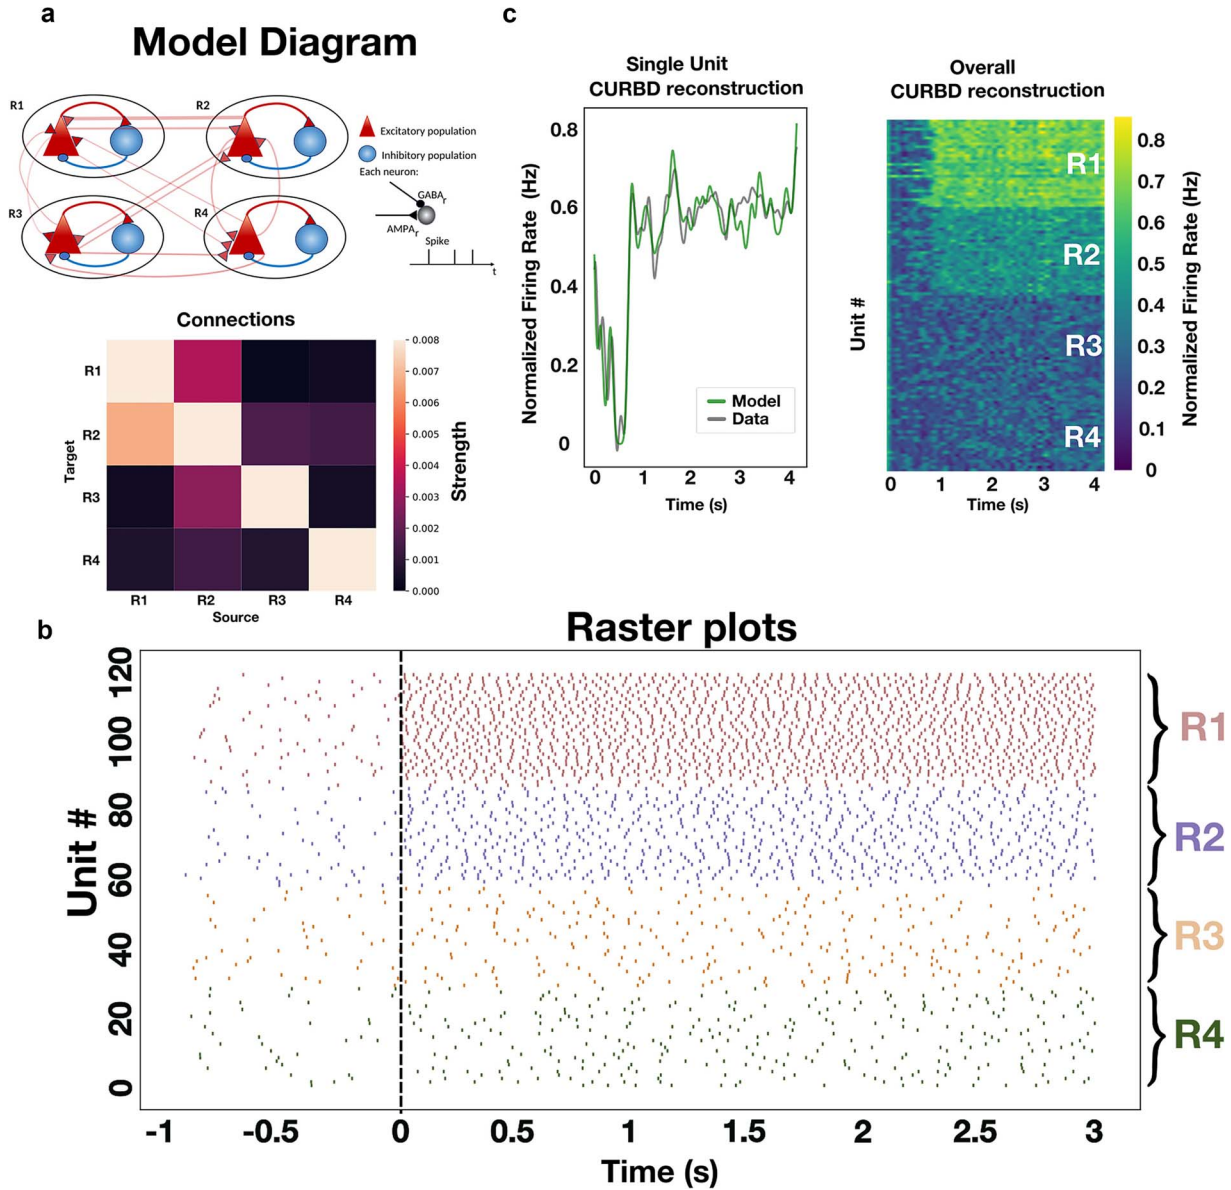 a
Model Diagram
R1
R2
R3
R4
Excitatory population
Inhibitory population
Each neuron:
GABAr
AMPAr
Spike
t
Connections
Target
R1
R2
R3
R4
R1 R2 R3 R4
Source
0.008
0.007
0.006
0.005
0.004
0.003
0.002
0.001
0.000
Strength
c
Single Unit
CURBD reconstruction
Normalized Firing Rate (Hz)
0.8
0.6
0.4
0.2
0
Model
Data
0 1 2 3 4
Time (s)
Overall
CURBD reconstruction
Unit #
R1
R2
R3
R4
0 1 2 3 4
Time (s)
0.8
0.7
0.6
0.5
0.4
0.3
0.2
0.1
0
Normalized Firing Rate (Hz)
b
Raster plots
Unit #
120
100
80
60
40
20
0
R1
R2
R3
R4
-1 -0.5 0 0.5 1 1.5 2 2.5 3
Time (s)